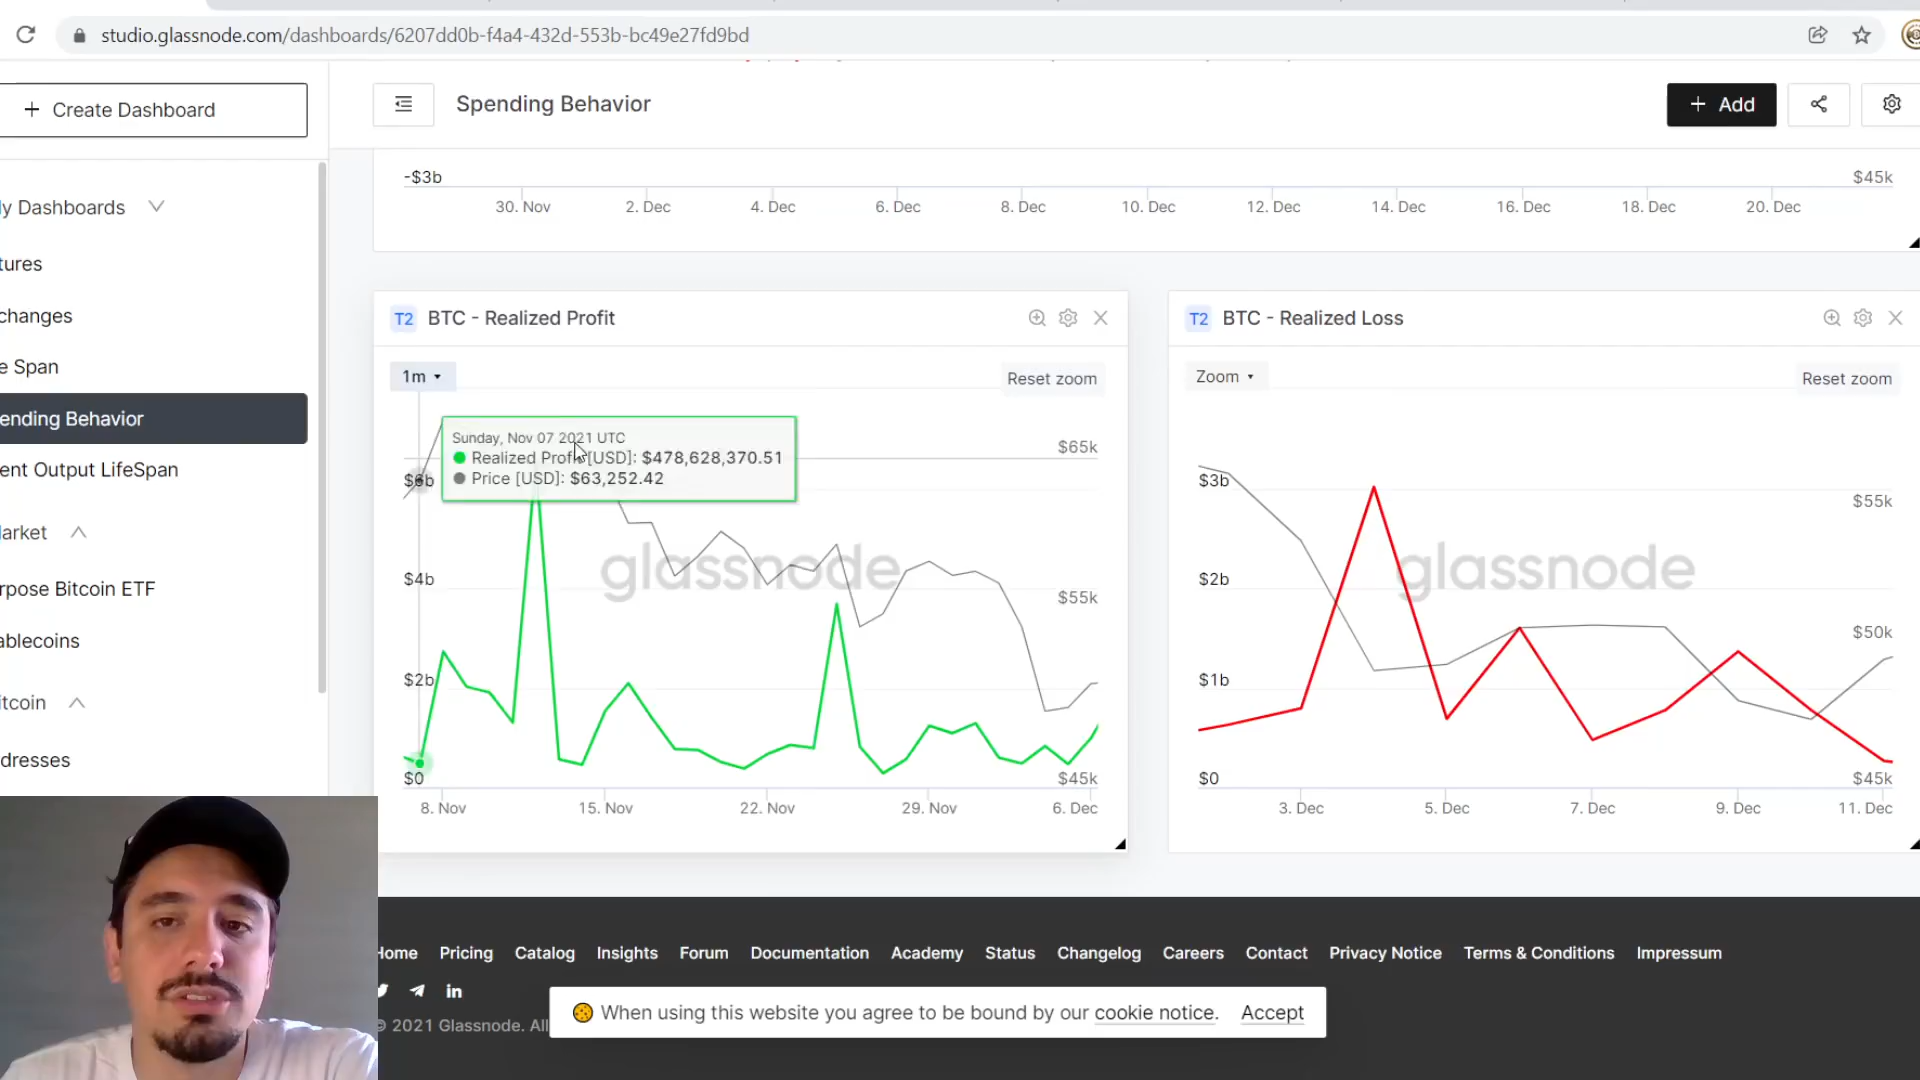 studio.glassnode.com/dashboards/6207dd0b-f4a4-432d-553b-bc49e27fd9bd
+ Create Dashboard
Spending Behavior
+ Add
-$3b
$45k
30. Nov 2. Dec 4. Dec 6. Dec 8. Dec 10. Dec 12. Dec 14. Dec 16. Dec 18. Dec 20. Dec
y Dashboards
tures
changes
e Span
ending Behavior
ent Output LifeSpan
arket
rpose Bitcoin ETF
ablecoins
itcoin
dresses
T2 BTC - Realized Profit
1m
Reset zoom
Sunday, Nov 07 2021 UTC
Realized Profit [USD]: $478,628,370.51
Price [USD]: $63,252.42
$65k
$6b
glassnode
$4b
$55k
$2b
$0
$45k
8. Nov 15. Nov 22. Nov 29. Nov 6. Dec
T2 BTC - Realized Loss
Zoom
Reset zoom
$3b
$55k
glassnode
$2b
$50k
$1b
$0
$45k
3. Dec 5. Dec 7. Dec 9. Dec 11. Dec
Home Pricing Catalog Insights Forum Documentation Academy Status Changelog Careers Contact Privacy Notice Terms & Conditions Impressum
in
© 2021 Glassnode. All
When using this website you agree to be bound by our cookie notice. Accept